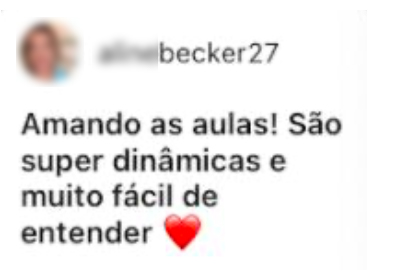 becker27
Amando as aulas! São
super dinâmicas e
muito fácil de
entender ❤️